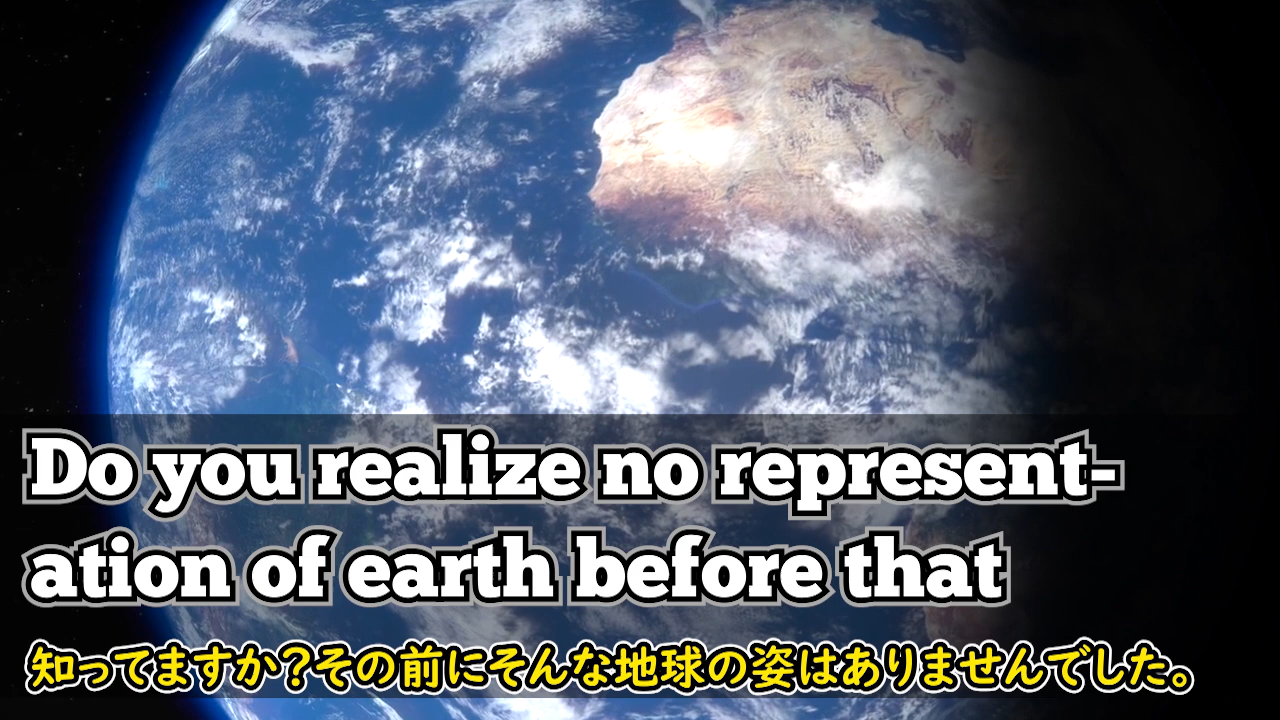 Do you realize no represent-
ation of earth before that
知ってますか？その前にそんな地球の姿はありませんでした。